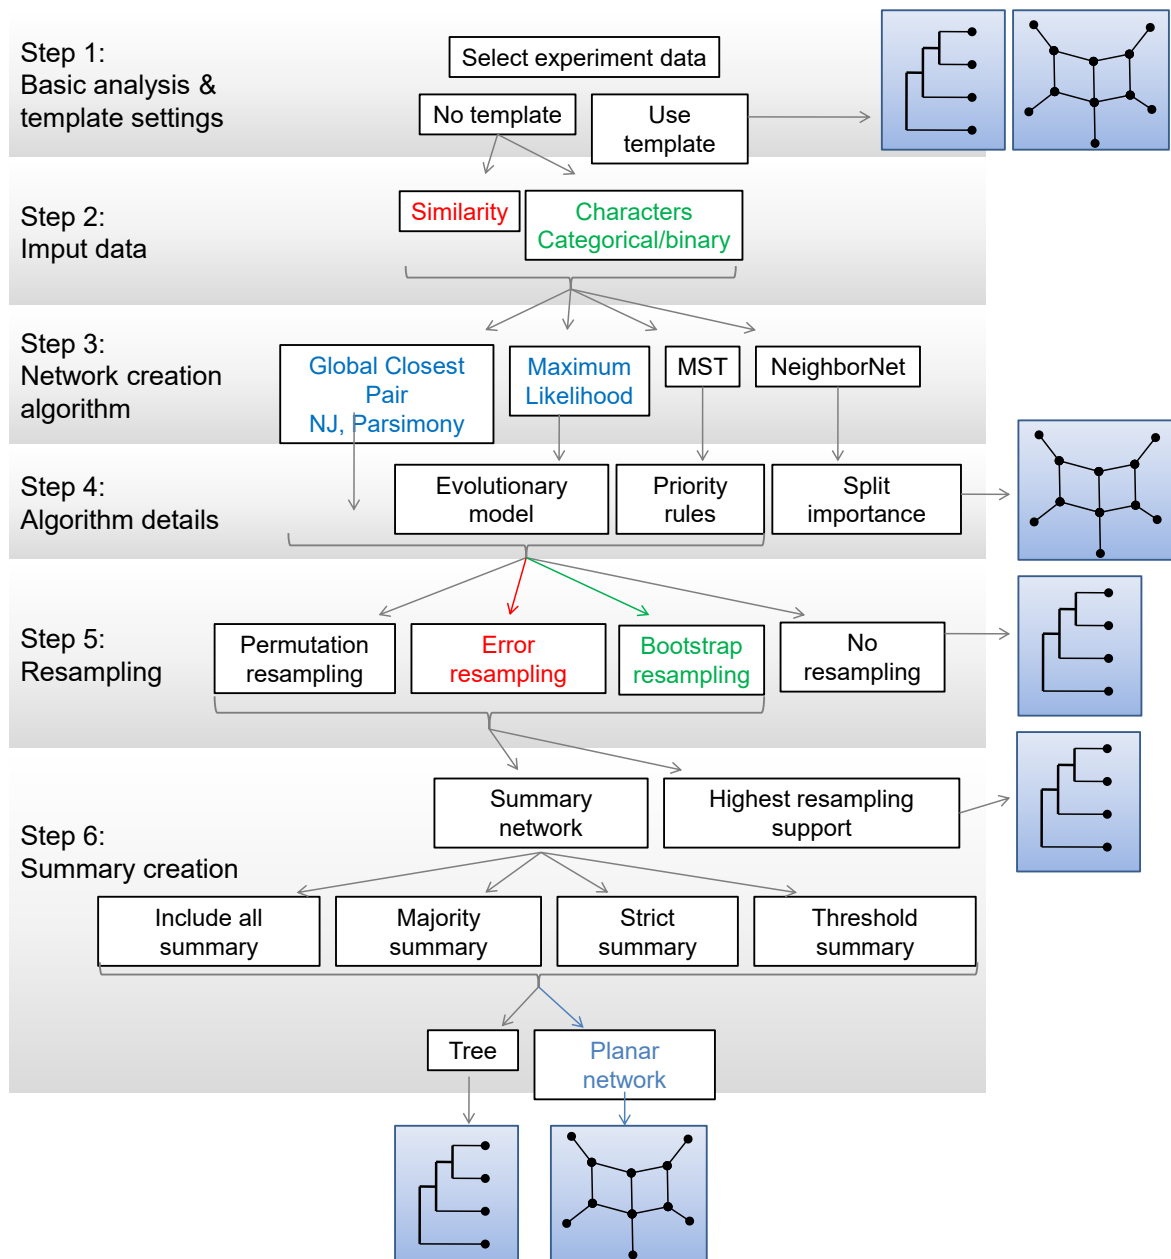 Step 1:
Basic analysis &
template settings
Select experiment data
No template
Use
template
Step 2:
Imput data
Similarity
Characters
Categorical/binary
Step 3:
Network creation
algorithm
Global Closest
Pair
NJ, Parsimony
Maximum
Likelihood
MST
NeighborNet
Step 4:
Algorithm details
Evolutionary
model
Priority
rules
Split
importance
Step 5:
Resampling
Permutation
resampling
Error
resampling
Bootstrap
resampling
No
resampling
Step 6:
Summary creation
Summary
network
Highest resampling
support
Include all
summary
Majority
summary
Strict
summary
Threshold
summary
Tree
Planar
network